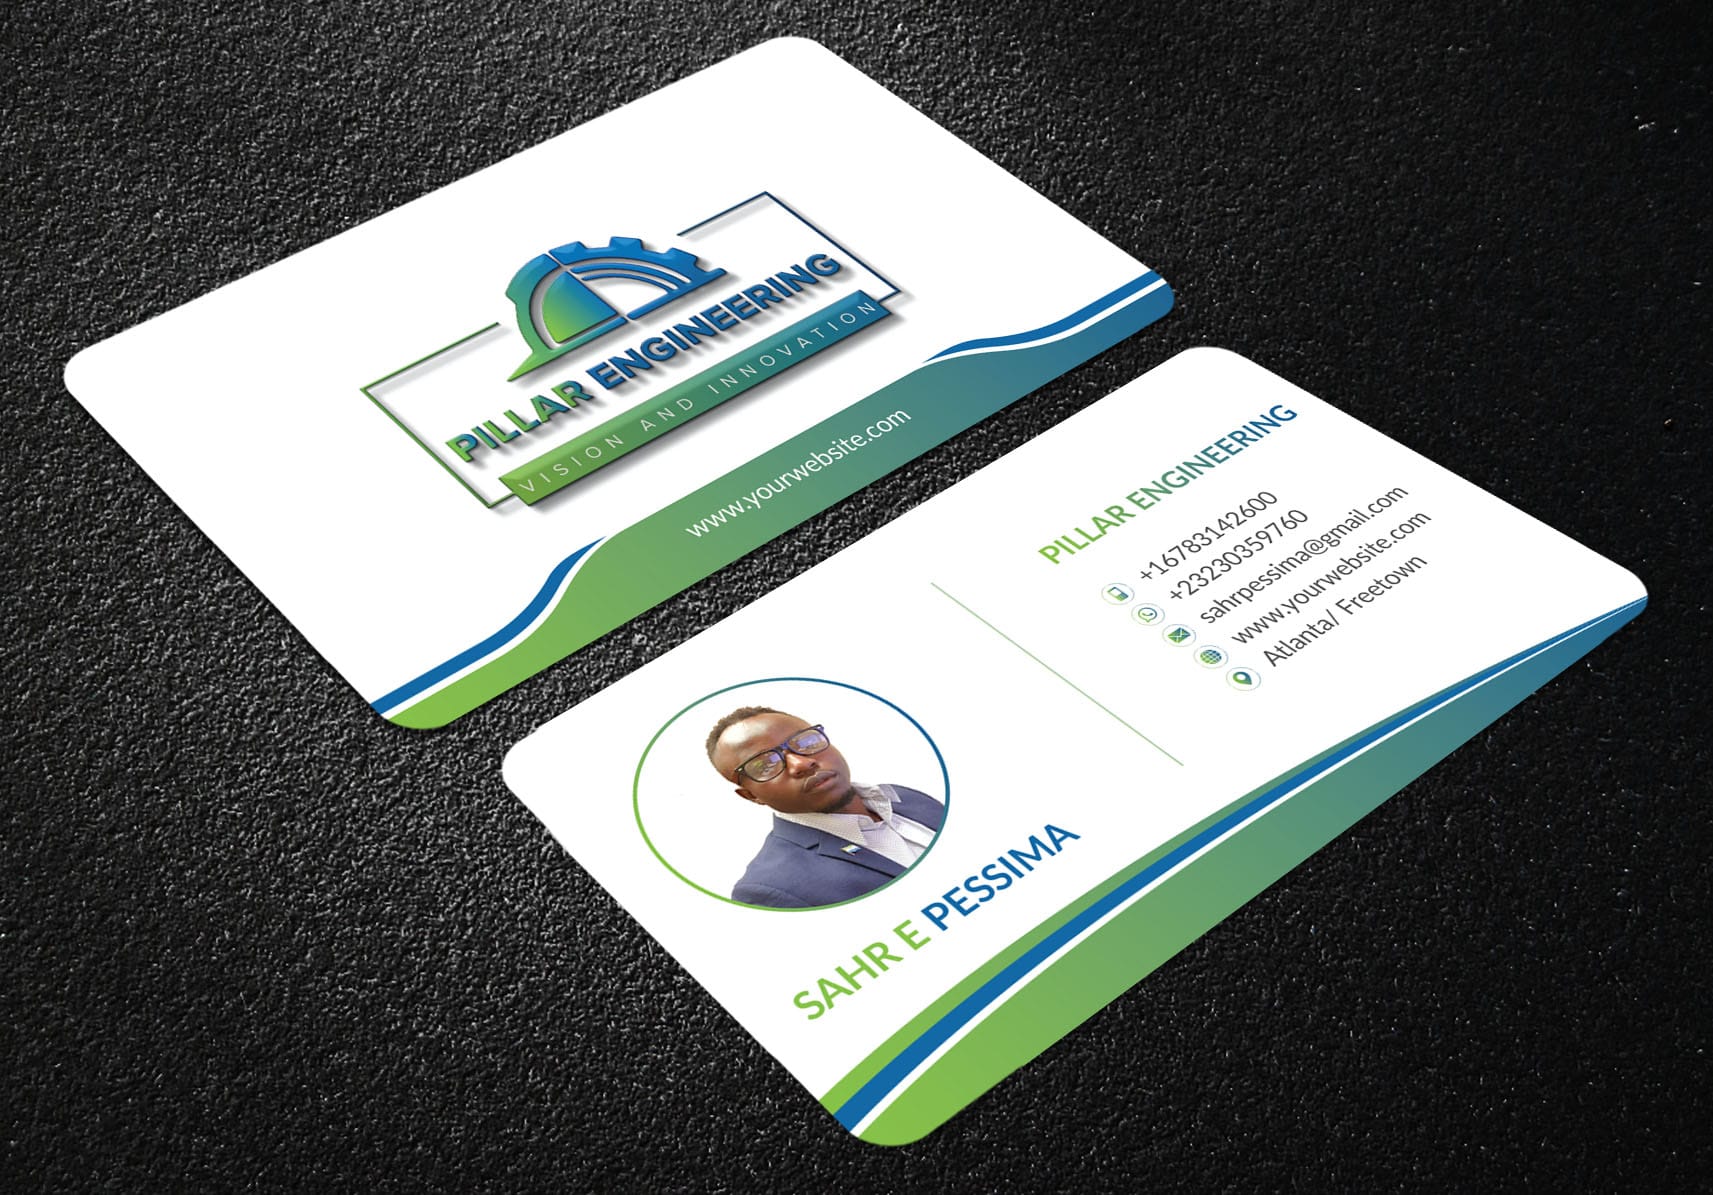 PILLAR ENGINEERING
VISION AND INNOVATION
www.yourwebsite.com
PILLAR ENGINEERING
+16783142600
+23230359760
sahrpessima@gmail.com
www.yourwebsite.com
Atlanta/ Freetown
SAHR E PESSIMA